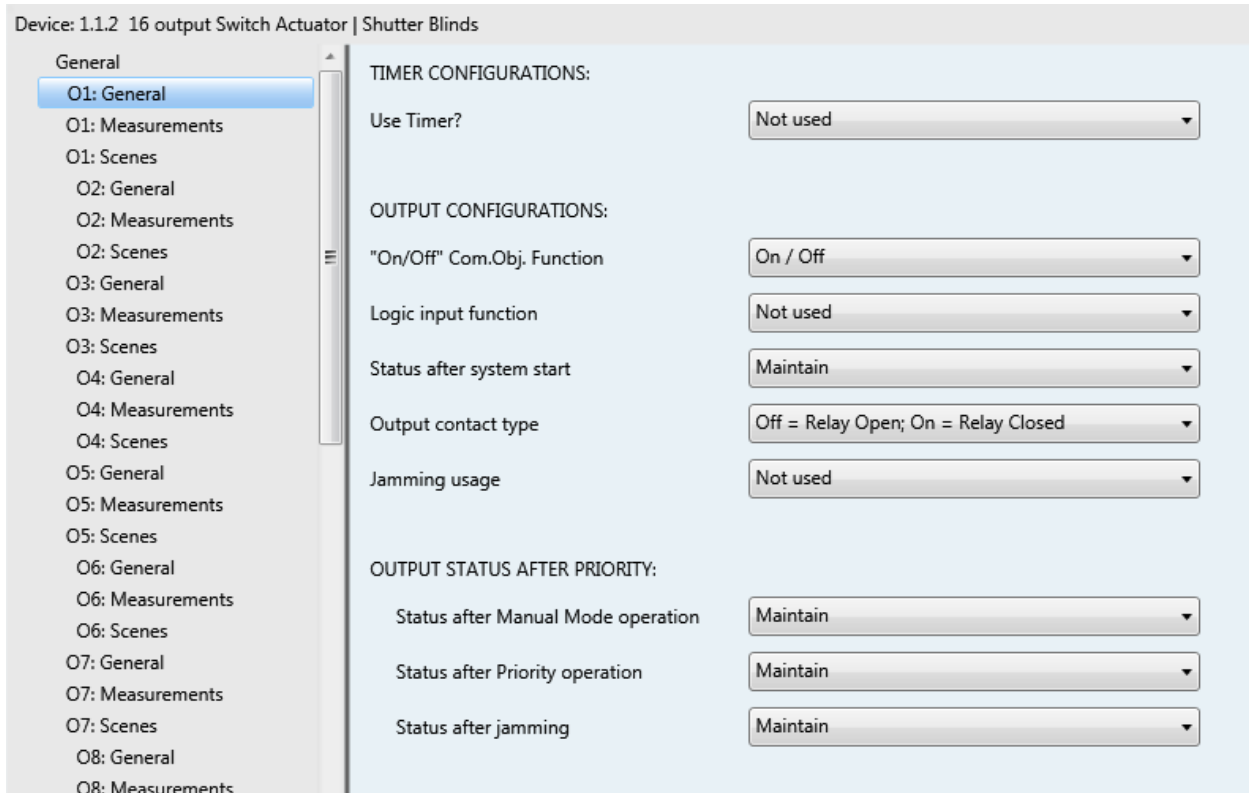 Device: 1.1.2 16 output Switch Actuator | Shutter Blinds
General
O1: General
O1: Measurements
O1: Scenes
O2: General
O2: Measurements
O2: Scenes
O3: General
O3: Measurements
O3: Scenes
O4: General
O4: Measurements
O4: Scenes
O5: General
O5: Measurements
O5: Scenes
O6: General
O6: Measurements
O6: Scenes
O7: General
O7: Measurements
O7: Scenes
O8: General
O8: Measurements
TIMER CONFIGURATIONS:
Use Timer? Not used
OUTPUT CONFIGURATIONS:
"On/Off" Com.Obj. Function On / Off
Logic input function Not used
Status after system start Maintain
Output contact type Off = Relay Open; On = Relay Closed
Jamming usage Not used
OUTPUT STATUS AFTER PRIORITY:
Status after Manual Mode operation Maintain
Status after Priority operation Maintain
Status after jamming Maintain